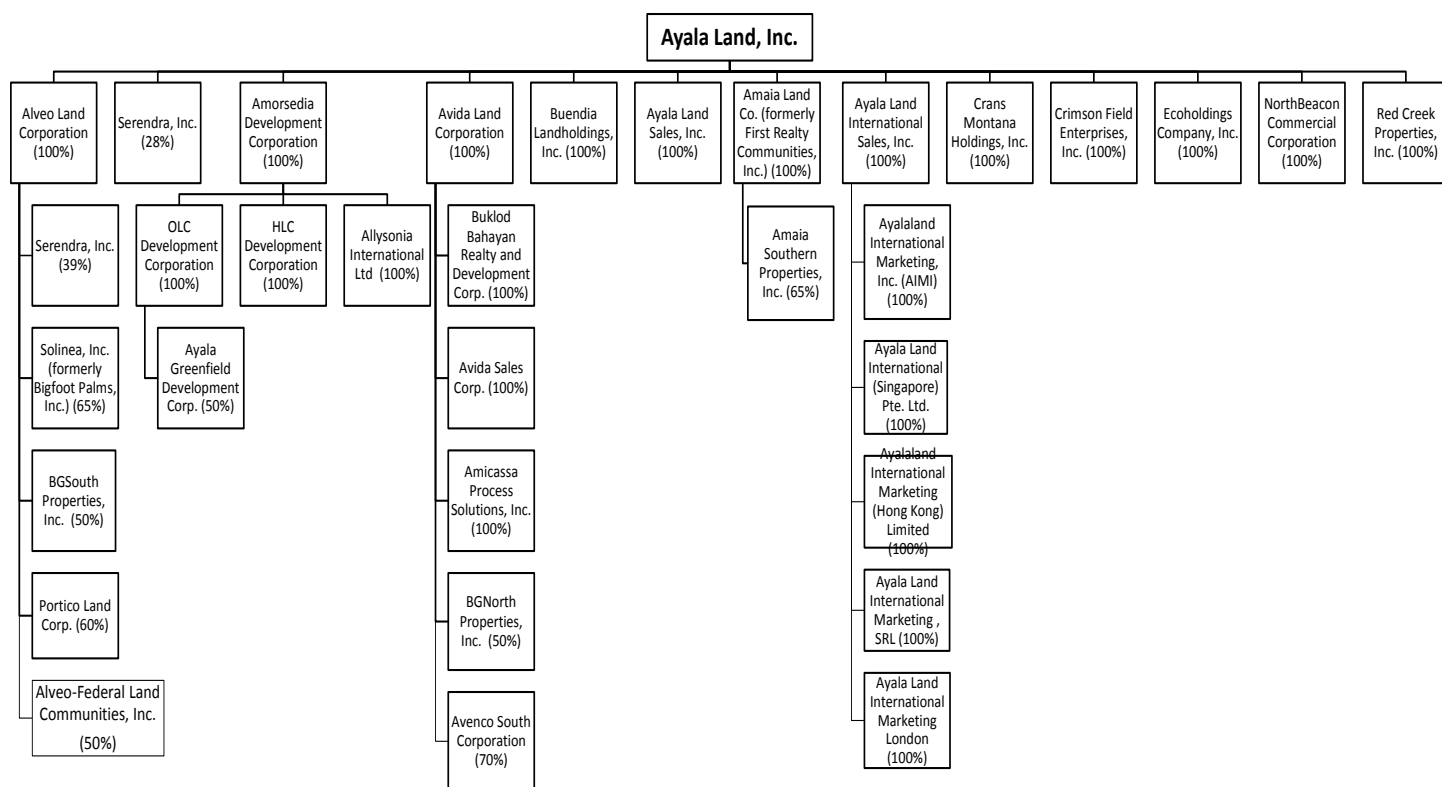 Ayala Land, Inc.
Alveo Land
Corporation
(100%)
Serendra, Inc.
(28%)
Amorsedia
Development
Corporation
(100%)
Avida Land
Corporation
(100%)
Buendia
Landholdings,
Inc. (100%)
Ayala Land
Sales, Inc.
(100%)
Amaia Land
Co. (formerly
First Realty
Communities,
Inc.) (100%)
Ayala Land
International
Sales, Inc.
(100%)
Crans
Montana
Holdings, Inc.
(100%)
Crimson Field
Enterprises,
Inc. (100%)
Ecoholdings
Company, Inc.
(100%)
NorthBeacon
Commercial
Corporation
(100%)
Red Creek
Properties,
Inc. (100%)
Serendra, Inc.
(39%)
OLC
Development
Corporation
(100%)
HLC
Development
Corporation
(100%)
Allysonia
International
Ltd (100%)
Buklod
Bahayan
Realty and
Development
Corp. (100%)
Amaia
Southern
Properties,
Inc. (65%)
Ayalaland
International
Marketing,
Inc. (AIMI)
(100%)
Solinea, Inc.
(formerly
Bigfoot Palms,
Inc.) (65%)
Ayala
Greenfield
Development
Corp. (50%)
Avida Sales
Corp. (100%)
Ayala Land
International
(Singapore)
Pte. Ltd.
(100%)
BGSouth
Properties,
Inc. (50%)
Amicassa
Process
Solutions, Inc.
(100%)
Ayalaland
International
Marketing
(Hong Kong)
Limited
(100%)
Portico Land
Corp. (60%)
BGNorth
Properties,
Inc. (50%)
Ayala Land
International
Marketing ,
SRL (100%)
Alveo-Federal Land
Communities, Inc.
(50%)
Avenco South
Corporation
(70%)
Ayala Land
International
Marketing
London
(100%)